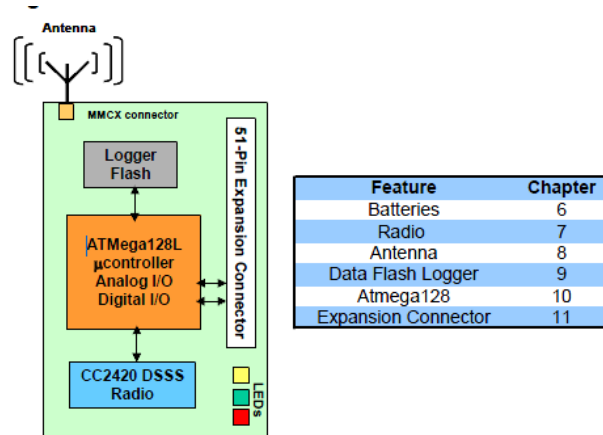 Antenna
MMCX connector
Logger
Flash
51-Pin Expansion Connector
ATMega128L
μcontroller
Analog I/O
Digital I/O
CC2420 DSSS
Radio
LEDs
Feature Chapter
Batteries 6
Radio 7
Antenna 8
Data Flash Logger 9
Atmega128 10
Expansion Connector 11